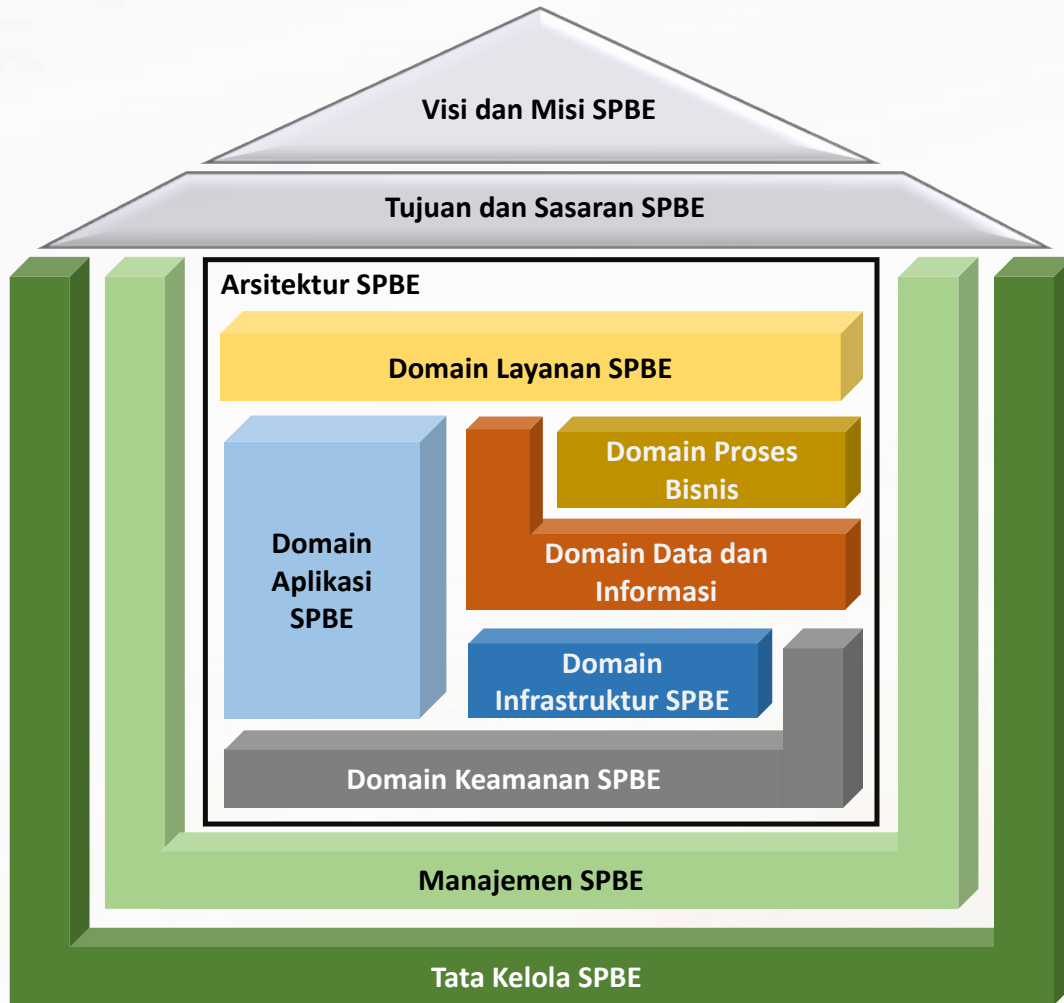 Visi dan Misi SPBE
Tujuan dan Sasaran SPBE
Arsitektur SPBE
Domain Layanan SPBE
Domain
Aplikasi
SPBE
Domain Proses
Bisnis
Domain Data dan
Informasi
Domain
Infrastruktur SPBE
Domain Keamanan SPBE
Manajemen SPBE
Tata Kelola SPBE